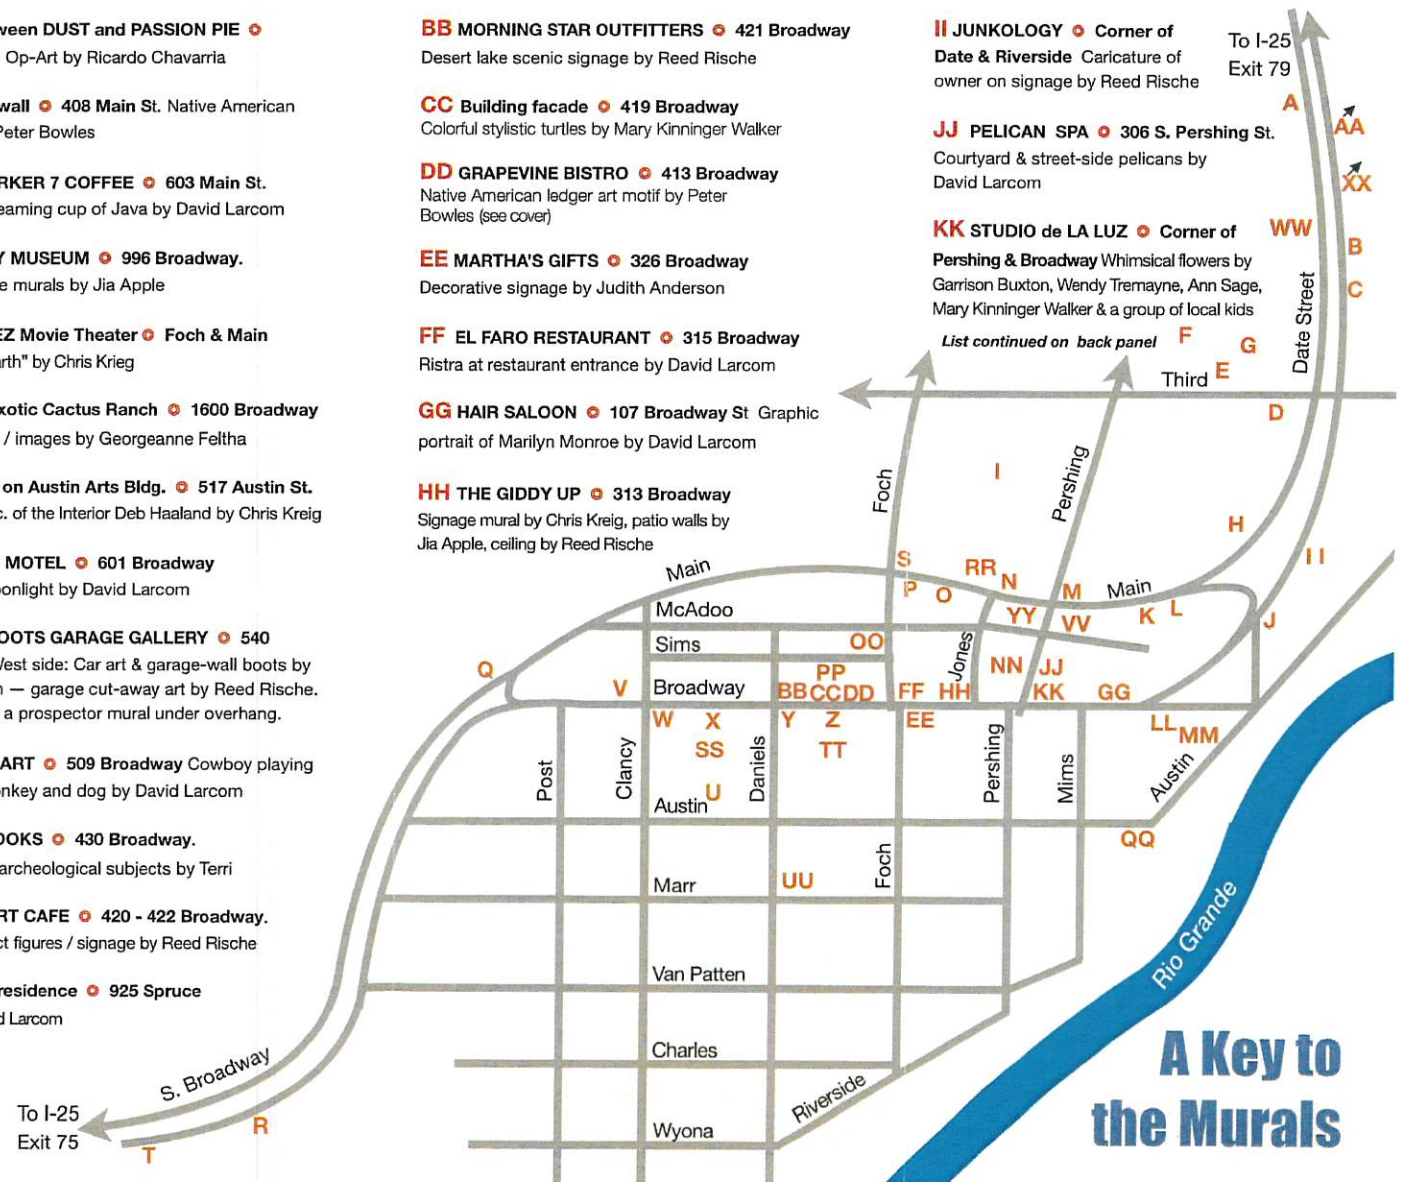 ween DUST and PASSION PIE
Op-Art by Ricardo Chavarria
wall 408 Main St. Native American
Peter Bowles
RKER 7 COFFEE 603 Main St.
eaming cup of Java by David Larcom
Y MUSEUM 996 Broadway.
e murals by Jia Apple
EZ Movie Theater Foch & Main
rth" by Chris Krieg
xotic Cactus Ranch 1600 Broadway
/ images by Georgeanne Feltha
on Austin Arts Bldg. 517 Austin St.
c. of the Interior Deb Haaland by Chris Kreig
MOTEL 601 Broadway
onlight by David Larcom
OOTS GARAGE GALLERY 540
West side: Car art & garage-wall boots by
n — garage cut-away art by Reed Rische.
a prospector mural under overhang.
ART 509 Broadway Cowboy playing
onkey and dog by David Larcom
OOKS 430 Broadway.
archeological subjects by Terri
RT CAFE 420 - 422 Broadway.
ct figures / signage by Reed Rische
residence 925 Spruce
d Larcom
BB MORNING STAR OUTFITTERS 421 Broadway
Desert lake scenic signage by Reed Rische
CC Building facade 419 Broadway
Colorful stylistic turtles by Mary Kinninger Walker
DD GRAPEVINE BISTRO 413 Broadway
Native American ledger art motif by Peter
Bowles (see cover)
EE MARTHA'S GIFTS 326 Broadway
Decorative signage by Judith Anderson
FF EL FARO RESTAURANT 315 Broadway
Ristra at restaurant entrance by David Larcom
GG HAIR SALOON 107 Broadway St Graphic
portrait of Marilyn Monroe by David Larcom
HH THE GIDDY UP 313 Broadway
Signage mural by Chris Kreig, patio walls by
Jia Apple, ceiling by Reed Rische
II JUNKOLOGY Corner of
Date & Riverside Caricature of
owner on signage by Reed Rische
JJ PELICAN SPA 306 S. Pershing St.
Courtyard & street-side pelicans by
David Larcom
KK STUDIO de LA LUZ Corner of
Pershing & Broadway Whimsical flowers by
Garrison Buxton, Wendy Tremayne, Ann Sage,
Mary Kinninger Walker & a group of local kids
List continued on back panel
To I-25
Exit 79
A
AA
XX
WW
B
C
Date Street
F
G
E
Third
D
Foch
I
Pershing
H
II
S
RR
N
M
Main
Main
P
O
YY
VV
K
L
J
McAdoo
Sims
OO
Jones
NN
JJ
Q
V
Broadway
PP
BB
CC
DD
FF
HH
KK
GG
W
X
Y
Z
EE
LL
MM
SS
TT
Post
Clancy
Daniels
Pershing
Mims
Austin
U
Austin
QQ
Foch
Marr
UU
Van Patten
Rio Grande
Charles
Riverside
Wyona
S. Broadway
To I-25
Exit 75
R
T
A Key to
the Murals